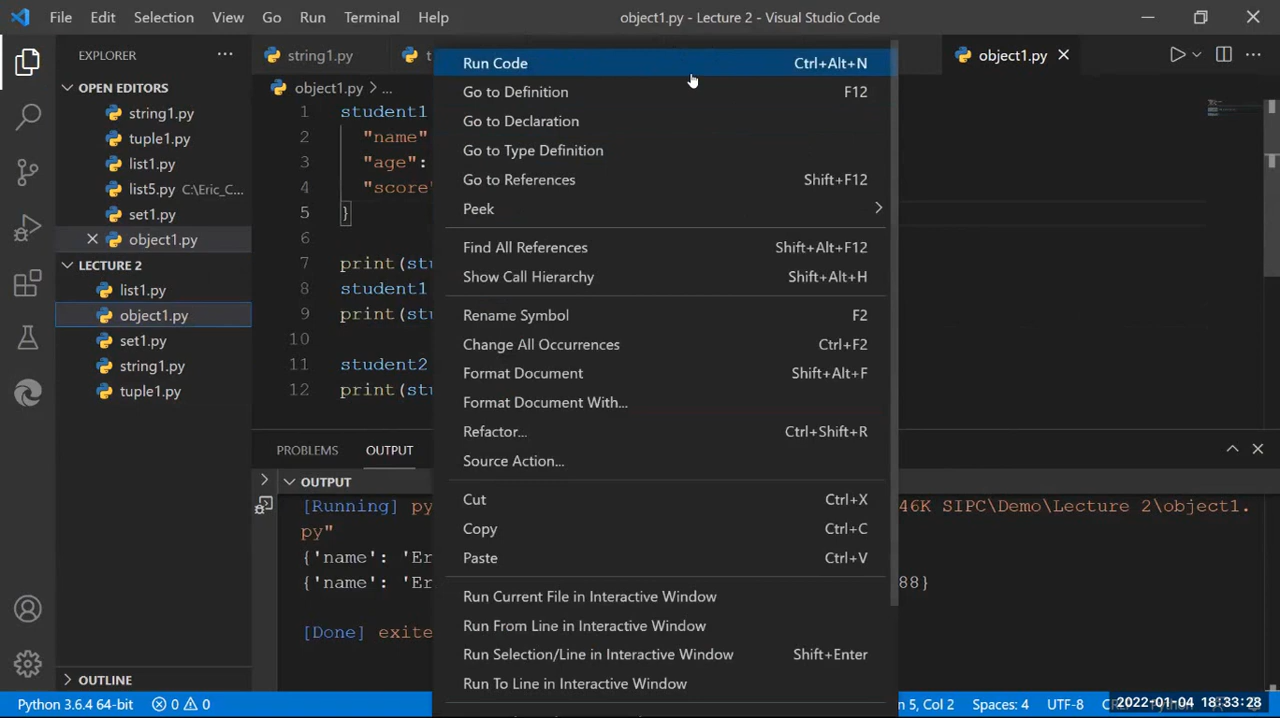 File Edit Selection View Go Run Terminal Help object1.py - Lecture 2 - Visual Studio Code
EXPLORER
OPEN EDITORS
string1.py
tuple1.py
list1.py
list5.py C:\Eric_C...
set1.py
object1.py
LECTURE 2
list1.py
object1.py
set1.py
string1.py
tuple1.py
OUTLINE
string1.py t object1.py
object1.py > ...
1 student1
2 "name"
3 "age":
4 "score"
5 }
6
7 print(stu
8 student1
9 print(stu
10
11 student2
12 print(stu
Run Code Ctrl+Alt+N
Go to Definition F12
Go to Declaration
Go to Type Definition
Go to References Shift+F12
Peek
Find All References Shift+Alt+F12
Show Call Hierarchy Shift+Alt+H
Rename Symbol F2
Change All Occurrences Ctrl+F2
Format Document Shift+Alt+F
Format Document With...
Refactor... Ctrl+Shift+R
Source Action...
Cut Ctrl+X
Copy Ctrl+C
Paste Ctrl+V
Run Current File in Interactive Window
Run From Line in Interactive Window
Run Selection/Line in Interactive Window Shift+Enter
Run To Line in Interactive Window
PROBLEMS OUTPUT
OUTPUT
[Running] py 46K SIPC\Demo\Lecture 2\object1.
py"
{'name': 'Er
{'name': 'Er 88}
[Done] exite
Python 3.6.4 64-bit 0 0 n 5, Col 2 Spaces: 4 UTF-8 2022-01-04 18:33:28